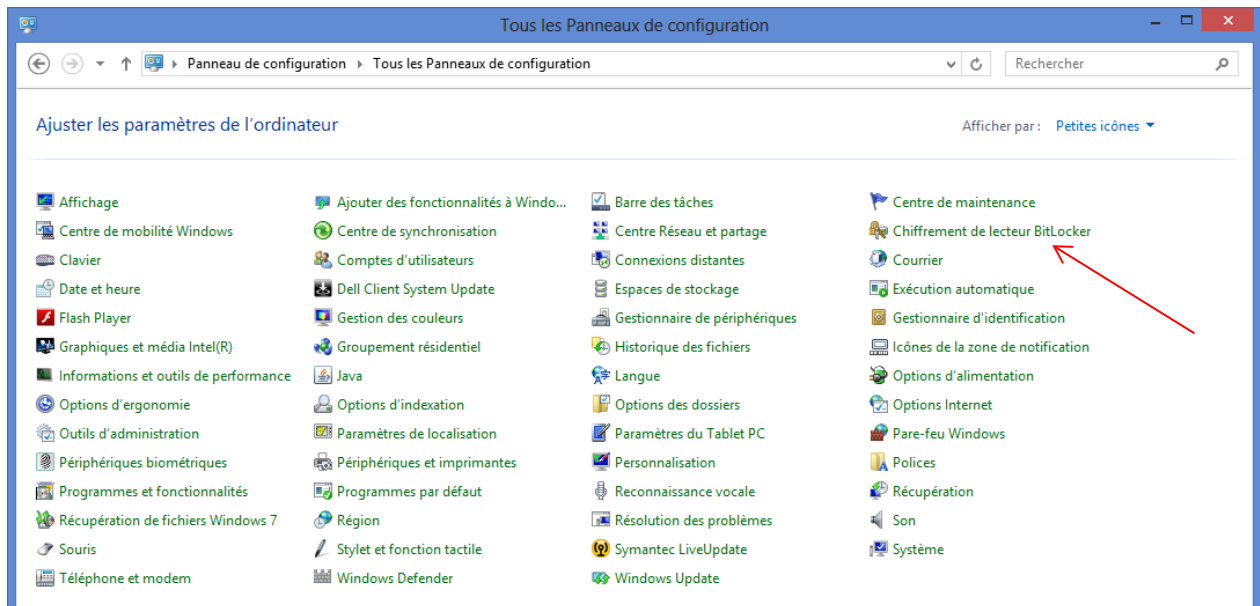 Tous les Panneaux de configuration
Panneau de configuration Tous les Panneaux de configuration Rechercher
Ajuster les paramètres de l'ordinateur Afficher par : Petites icônes
Affichage Ajouter des fonctionnalités à Windo... Barre des tâches Centre de maintenance
Centre de mobilité Windows Centre de synchronisation Centre Réseau et partage Chiffrement de lecteur BitLocker
Clavier Comptes d'utilisateurs Connexions distantes Courrier
Date et heure Dell Client System Update Espaces de stockage Exécution automatique
Flash Player Gestion des couleurs Gestionnaire de périphériques Gestionnaire d'identification
Graphiques et média Intel(R) Groupement résidentiel Historique des fichiers Icônes de la zone de notification
Informations et outils de performance Java Langue Options d'alimentation
Options d'ergonomie Options d'indexation Options des dossiers Options Internet
Outils d'administration Paramètres de localisation Paramètres du Tablet PC Pare-feu Windows
Périphériques biométriques Périphériques et imprimantes Personnalisation Polices
Programmes et fonctionnalités Programmes par défaut Reconnaissance vocale Récupération
Récupération de fichiers Windows 7 Région Résolution des problèmes Son
Souris Stylet et fonction tactile Symantec LiveUpdate Système
Téléphone et modem Windows Defender Windows Update